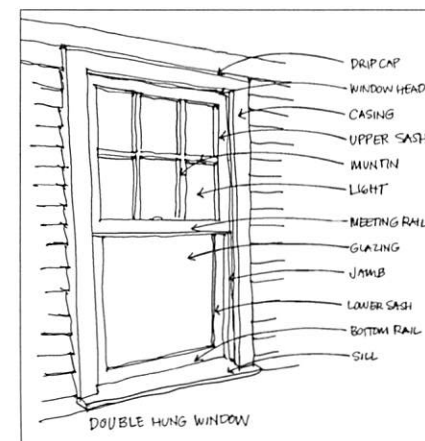 DRIP CAP
WINDOW HEAD
CASING
UPPER SASH
MUNTIN
LIGHT
MEETING RAIL
GLAZING
JAMB
LOWER SASH
BOTTOM RAIL
SILL
DOUBLE HUNG WINDOW